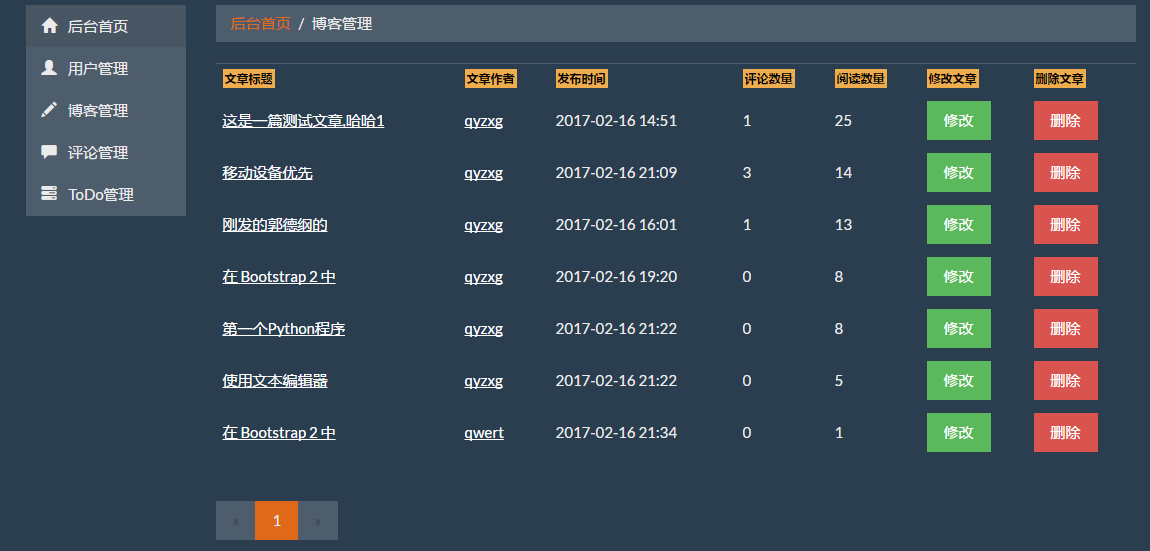 后台首页
用户管理
博客管理
评论管理
ToDo管理
后台首页 / 博客管理
文章标题 文章作者 发布时间 评论数量 阅读数量 修改文章 删除文章
这是一篇测试文章,哈哈1 qyzxg 2017-02-16 14:51 1 25 修改 删除
移动设备优先 qyzxg 2017-02-16 21:09 3 14 修改 删除
刚发的郭德纲的 qyzxg 2017-02-16 16:01 1 13 修改 删除
在 Bootstrap 2 中 qyzxg 2017-02-16 19:20 0 8 修改 删除
第一个Python程序 qyzxg 2017-02-16 21:22 0 8 修改 删除
使用文本编辑器 qyzxg 2017-02-16 21:22 0 5 修改 删除
在 Bootstrap 2 中 qwert 2017-02-16 21:34 0 1 修改 删除
« 1 »